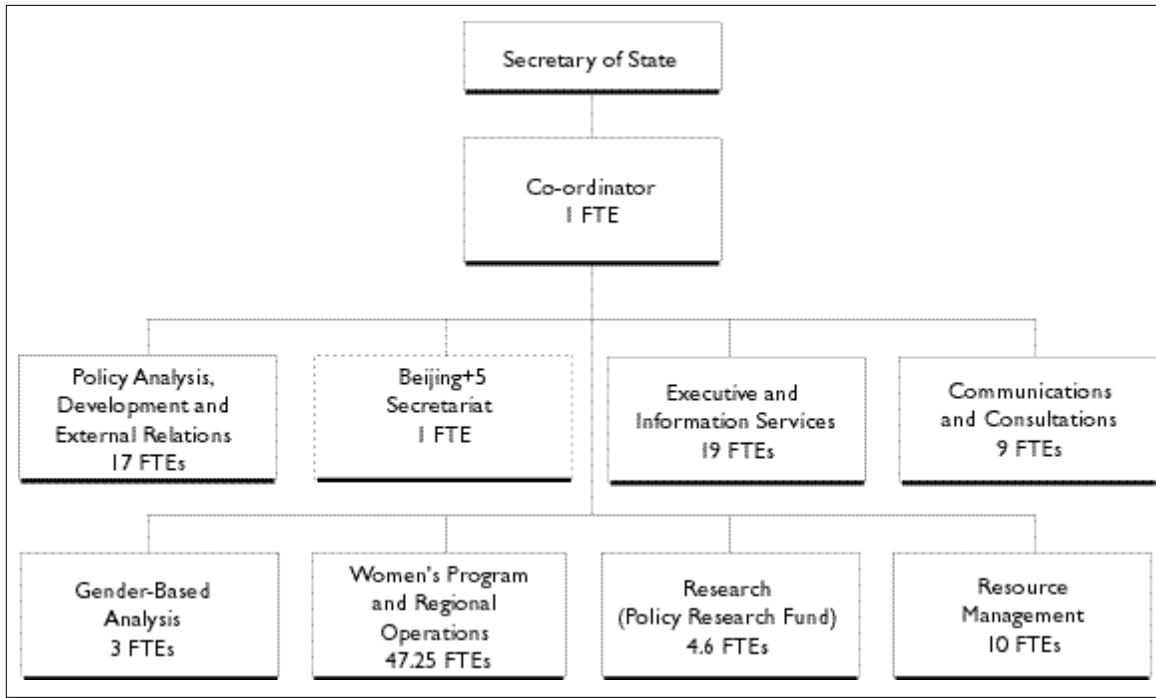 Secretary of State
Co-ordinator
1 FTE
Policy Analysis,
Development and
External Relations
17 FTEs
Beijing+5
Secretariat
1 FTE
Executive and
Information Services
19 FTEs
Communications
and Consultations
9 FTEs
Gender-Based
Analysis
3 FTEs
Women's Program
and Regional
Operations
47.25 FTEs
Research
(Policy Research Fund)
4.6 FTEs
Resource
Management
10 FTEs